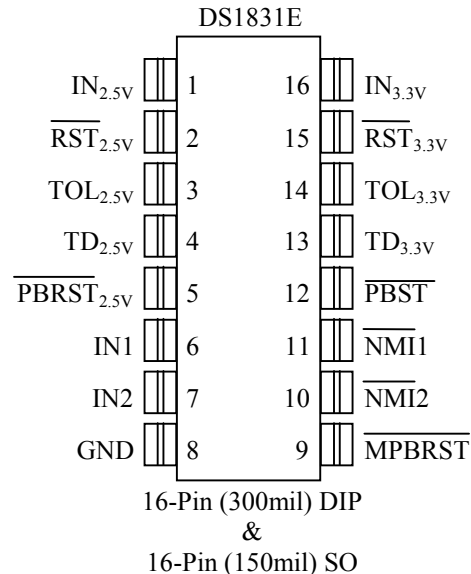 DS1831E
IN2.5V 1 16 IN3.3V
RST2.5V 2 15 RST3.3V
TOL2.5V 3 14 TOL3.3V
TD2.5V 4 13 TD3.3V
PBRST2.5V 5 12 PBST
IN1 6 11 NMI1
IN2 7 10 NMI2
GND 8 9 MPBRST
16-Pin (300mil) DIP
&
16-Pin (150mil) SO